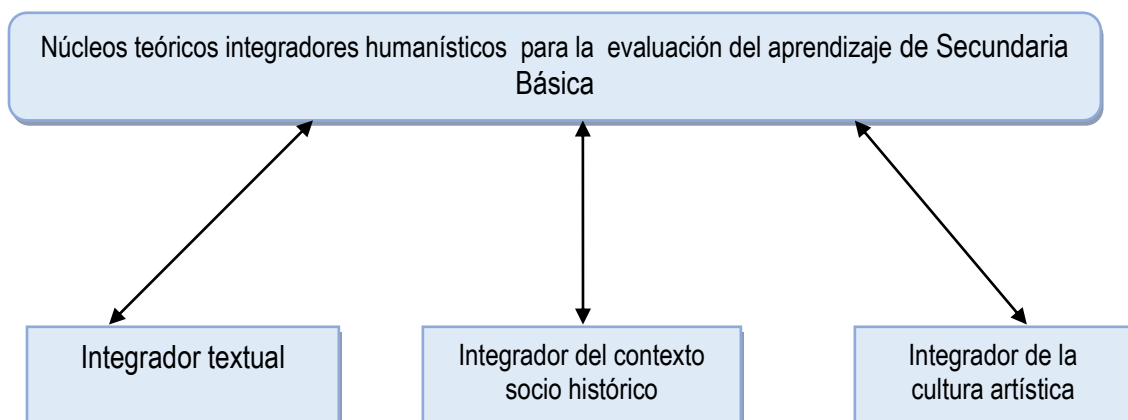 Núcleos teóricos integradores humanísticos para la evaluación del aprendizaje de Secundaria
Básica
Integrador textual
Integrador del contexto
socio histórico
Integrador de la
cultura artística